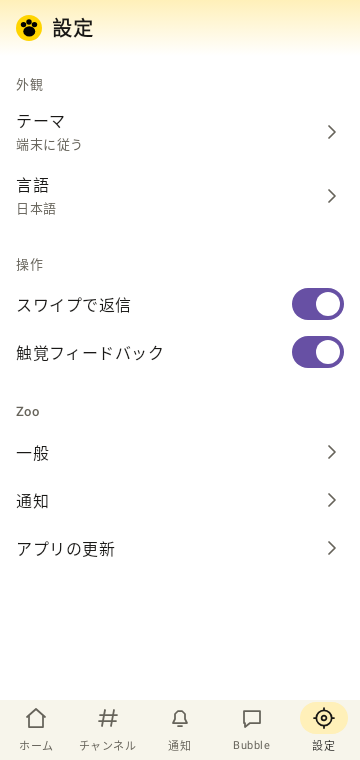 設定
外観
テーマ
端末に従う
言語
日本語
操作
スワイプで返信
触覚フィードバック
Zoo
一般
通知
アプリの更新
ホーム
チャンネル
通知
Bubble
設定